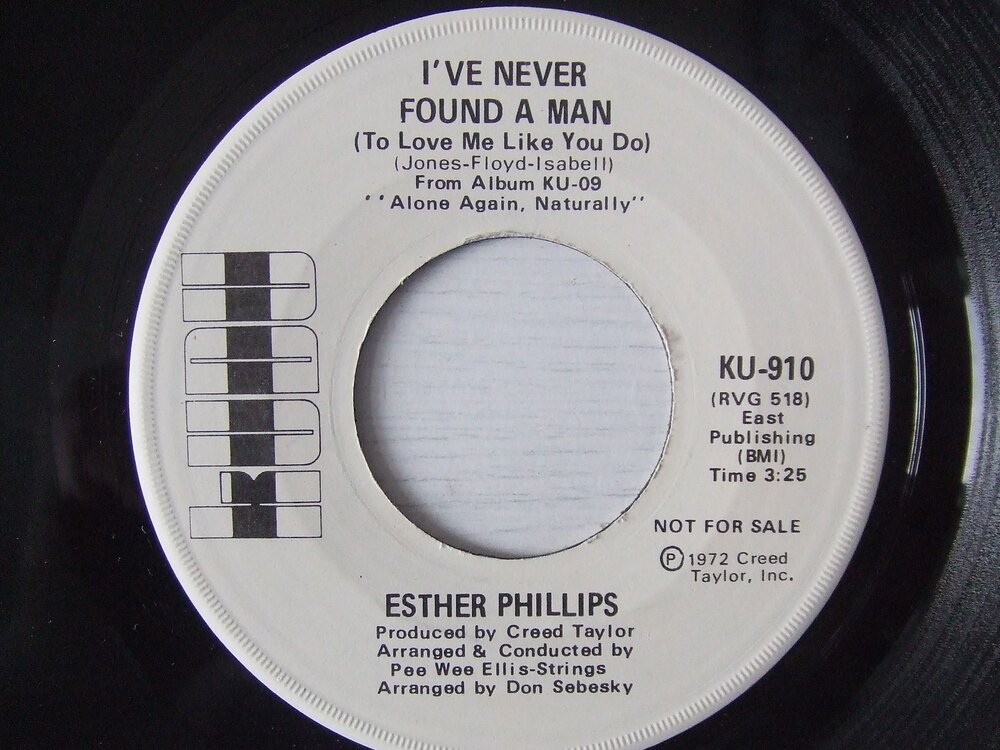 I'VE NEVER
FOUND A MAN
(To Love Me Like You Do)
(Jones-Floyd-Isabell)
From Album KU-09
''Alone Again, Naturally''
KUDU
KU-910
(RVG 518)
East
Publishing
(BMI)
Time 3:25
NOT FOR SALE
Ⓟ1972 Creed
Taylor, Inc.
ESTHER PHILLIPS
Produced by Creed Taylor
Arranged & Conducted by
Pee Wee Ellis-Strings
Arranged by Don Sebesky